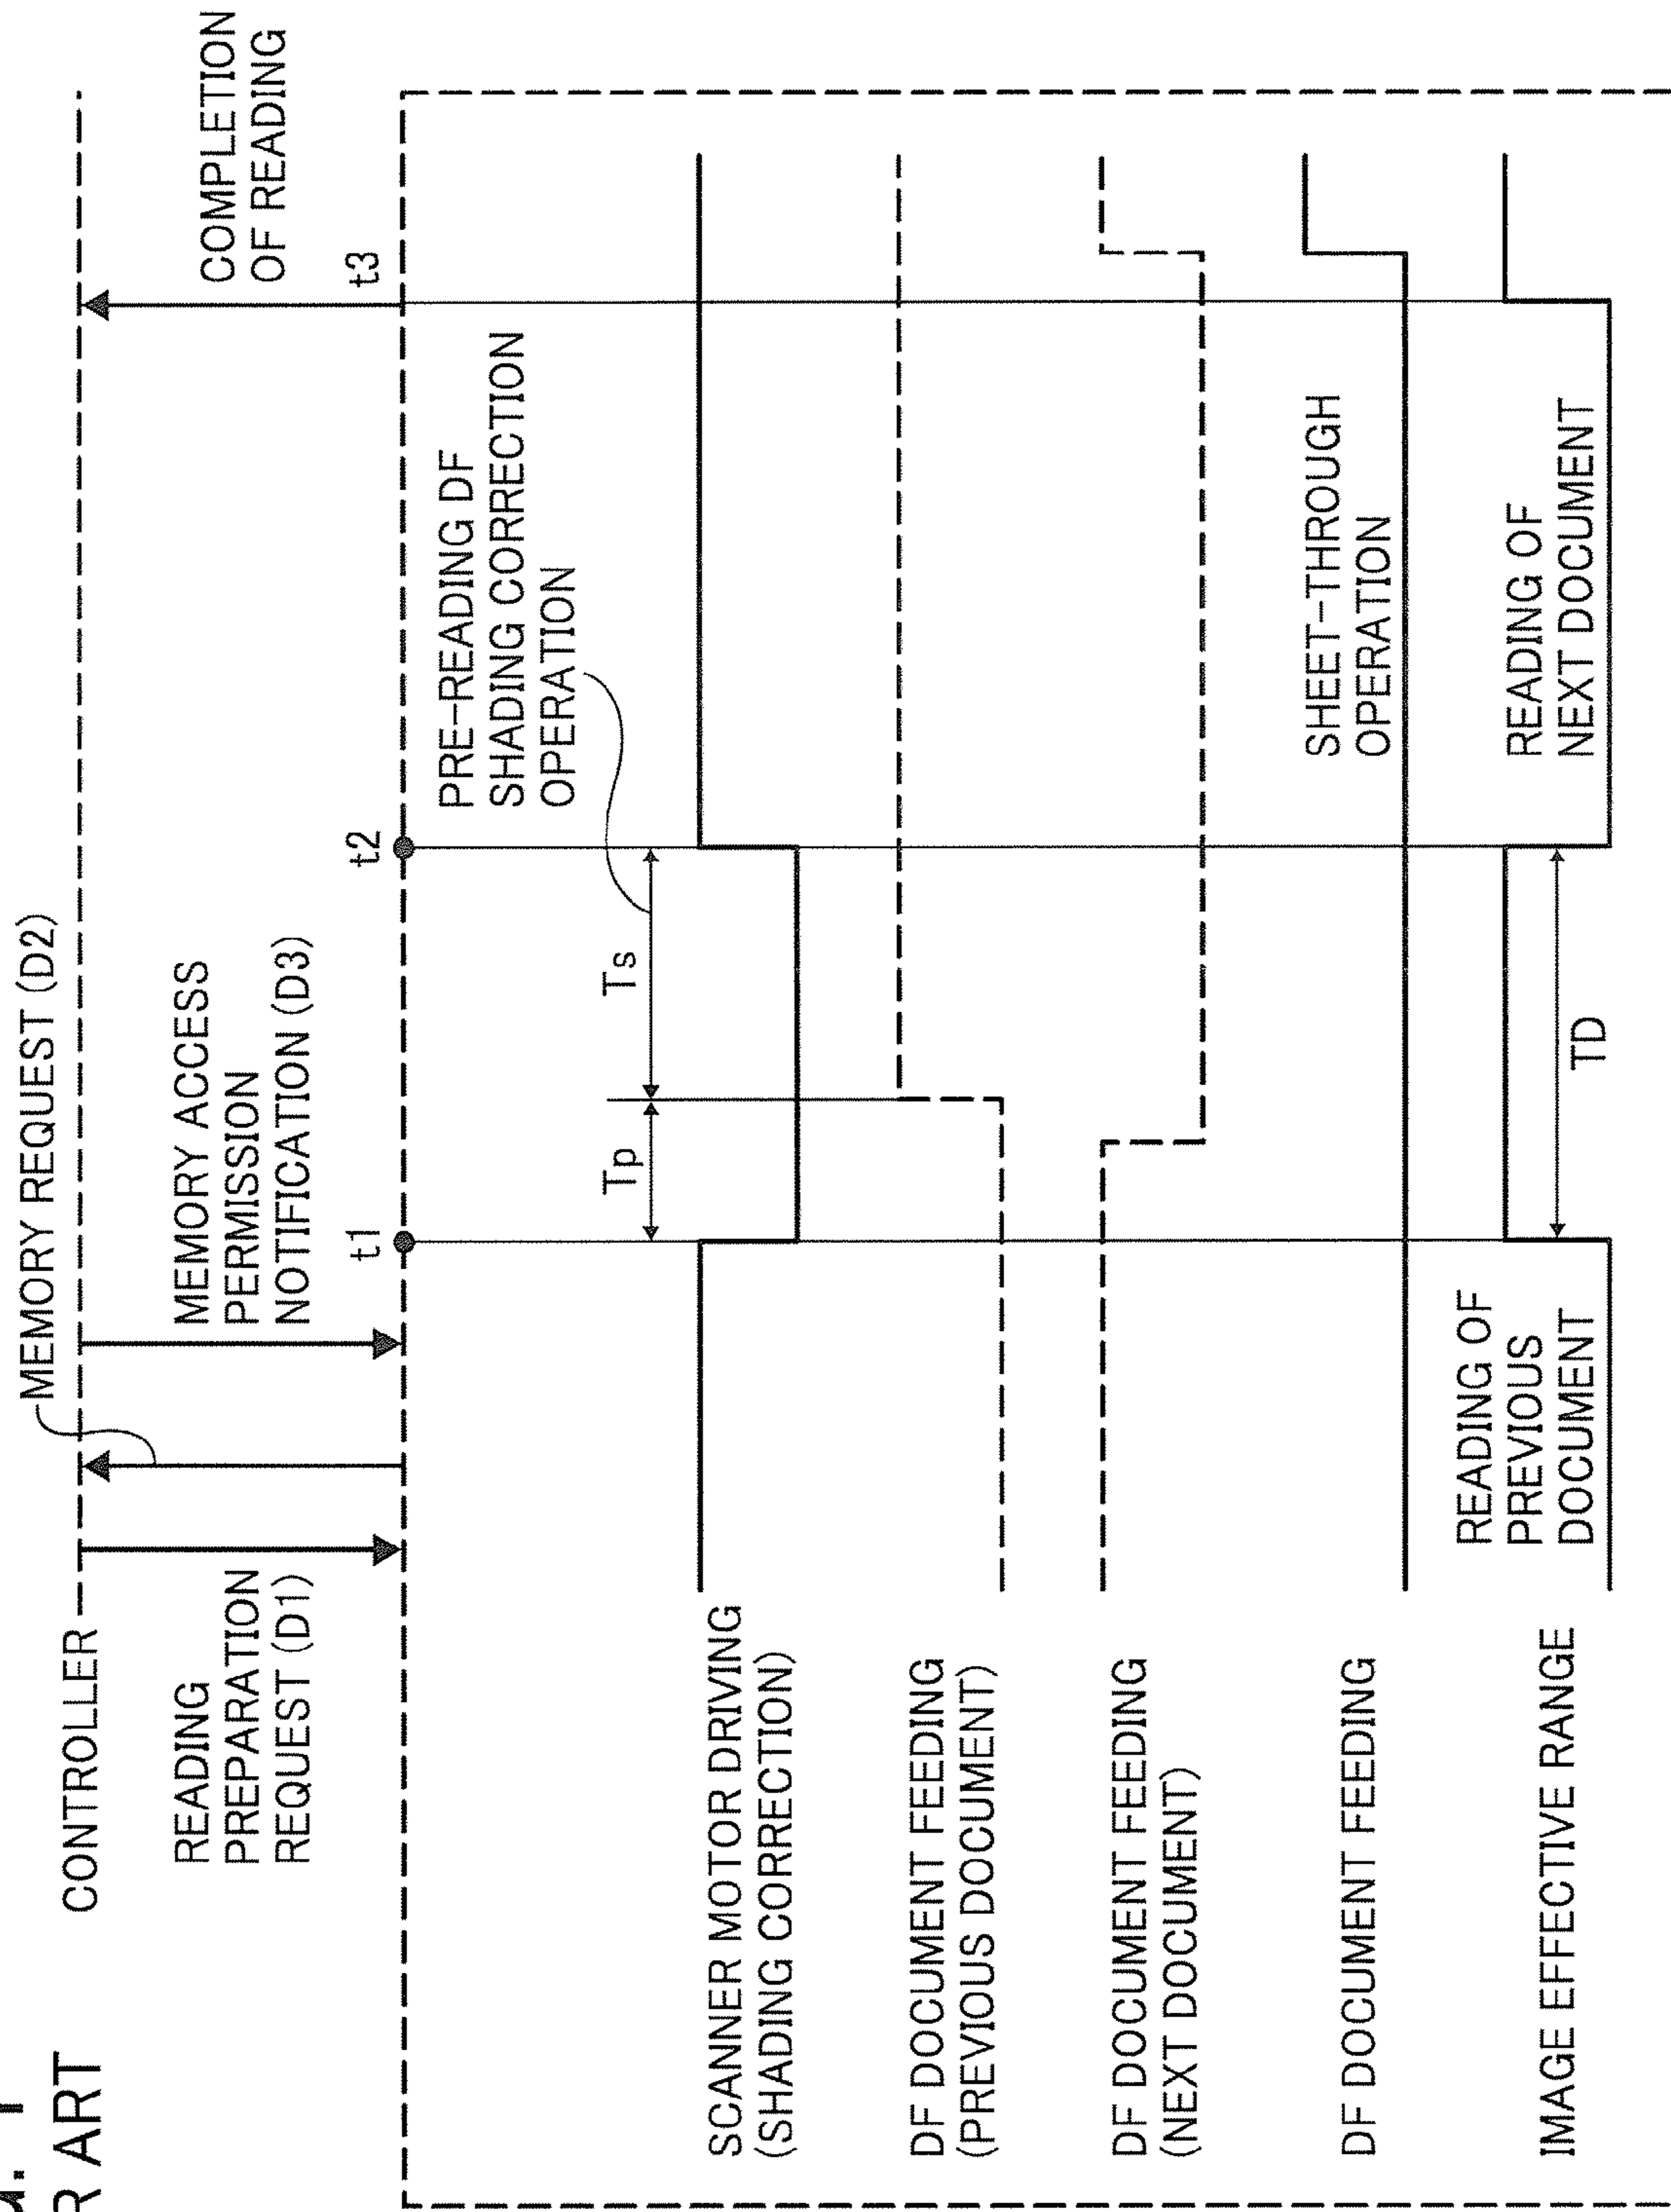 R ART
CONTROLLER
MEMORY REQUEST (D2)
READING
PREPARATION
REQUEST (D1)
MEMORY ACCESS
PERMISSION
NOTIFICATION (D3)
COMPLETION
OF READING
t1
t2
t3
PRE-READING DF
SHADING CORRECTION
OPERATION
Tp
Ts
SCANNER MOTOR DRIVING
(SHADING CORRECTION)
DF DOCUMENT FEEDING
(PREVIOUS DOCUMENT)
DF DOCUMENT FEEDING
(NEXT DOCUMENT)
DF DOCUMENT FEEDING
SHEET-THROUGH
OPERATION
IMAGE EFFECTIVE RANGE
READING OF
PREVIOUS
DOCUMENT
TD
READING OF
NEXT DOCUMENT